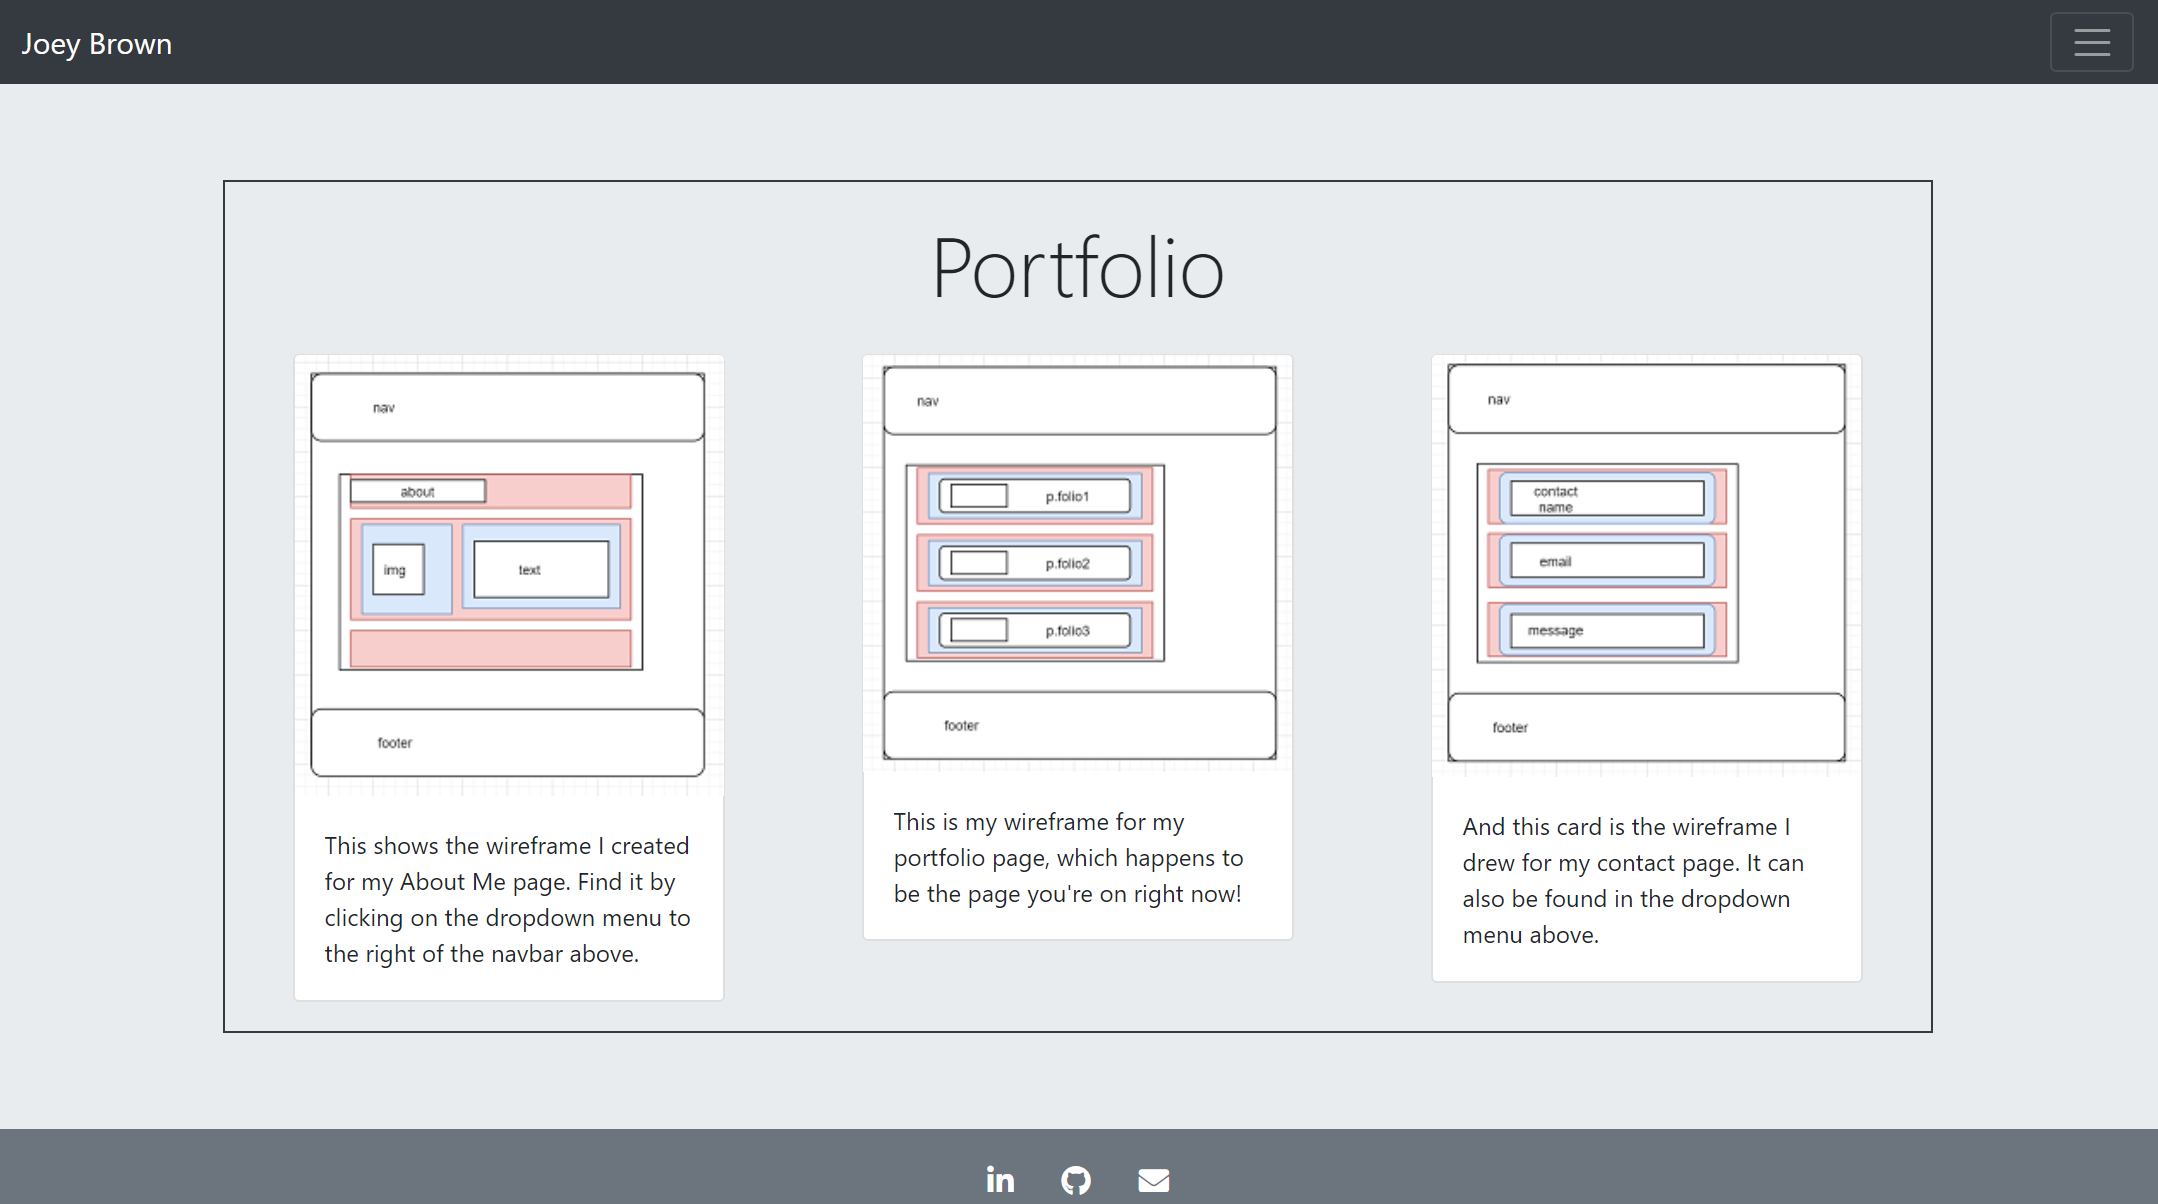 Joey Brown
Portfolio
nav
about
img
text
footer
This shows the wireframe I created
for my About Me page. Find it by
clicking on the dropdown menu to
the right of the navbar above.
nav
p.folio1
p.folio2
p.folio3
footer
This is my wireframe for my
portfolio page, which happens to
be the page you're on right now!
nav
contact
name
email
message
footer
And this card is the wireframe I
drew for my contact page. It can
also be found in the dropdown
menu above.
in